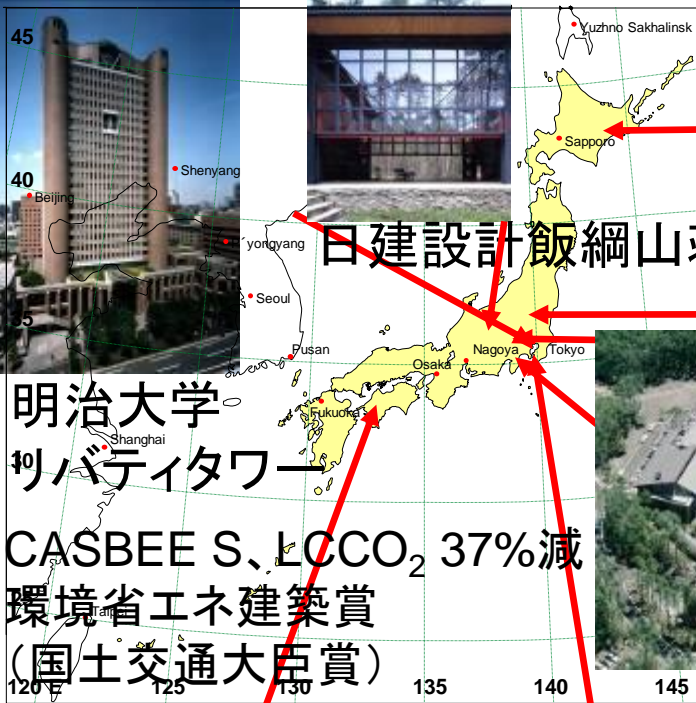 45
Yuzhno Sakhalinsk
Sapporo
Shenyang
40
Beijing
日建設計飯綱山
yongyang
Seoul
35
Pusan
Nagoya
Tokyo
Osaka
明治大学
Fukuoka
Shanghai
30
リバティタワー
CASBEE S、LCCO₂ 37%減
環境省エネ建築賞
Taipei
(国土交通大臣賞)
120 E
125
130
135
140
145